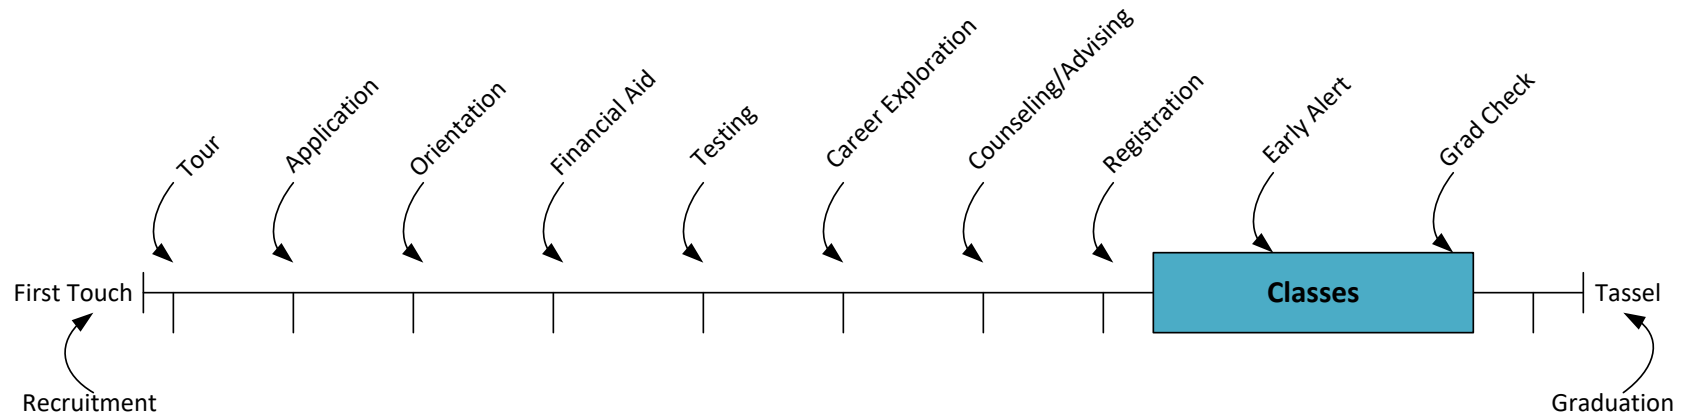 Tour
Application
Orientation
Financial Aid
Testing
Career Exploration
Counseling/Advising
Registration
Early Alert
Grad Check
First Touch
Classes
Tassel
Recruitment
Graduation